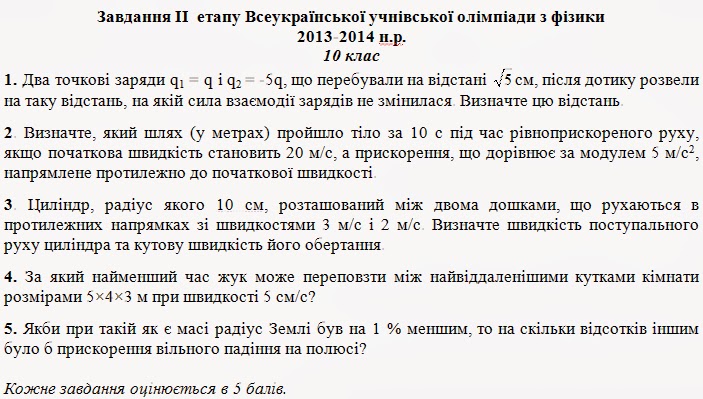 Завдання ІІ етапу Всеукраїнської учнівської олімпіади з фізики
2013-2014 н.р.
10 клас
1. Два точкові заряди q₁ = q і q₂ = -5q, що перебували на відстані √5 см, після дотику розвели
на таку відстань, на якій сила взаємодії зарядів не змінилася. Визначте цю відстань.
2. Визначте, який шлях (у метрах) пройшло тіло за 10 с під час рівноприскореного руху,
якщо початкова швидкість становить 20 м/с, а прискорення, що дорівнює за модулем 5 м/с²,
напрямлене протилежно до початкової швидкості.
3. Циліндр, радіус якого 10 см, розташований між двома дошками, що рухаються в
протилежних напрямках зі швидкостями 3 м/с і 2 м/с. Визначте швидкість поступального
руху циліндра та кутову швидкість його обертання.
4. За який найменший час жук може переповзти між найвіддаленішими кутками кімнати
розмірами 5×4×3 м при швидкості 5 см/с?
5. Якби при такій як є масі радіус Землі був на 1 % меншим, то на скільки відсотків іншим
було б прискорення вільного падіння на полюсі?
Кожне завдання оцінюється в 5 балів.